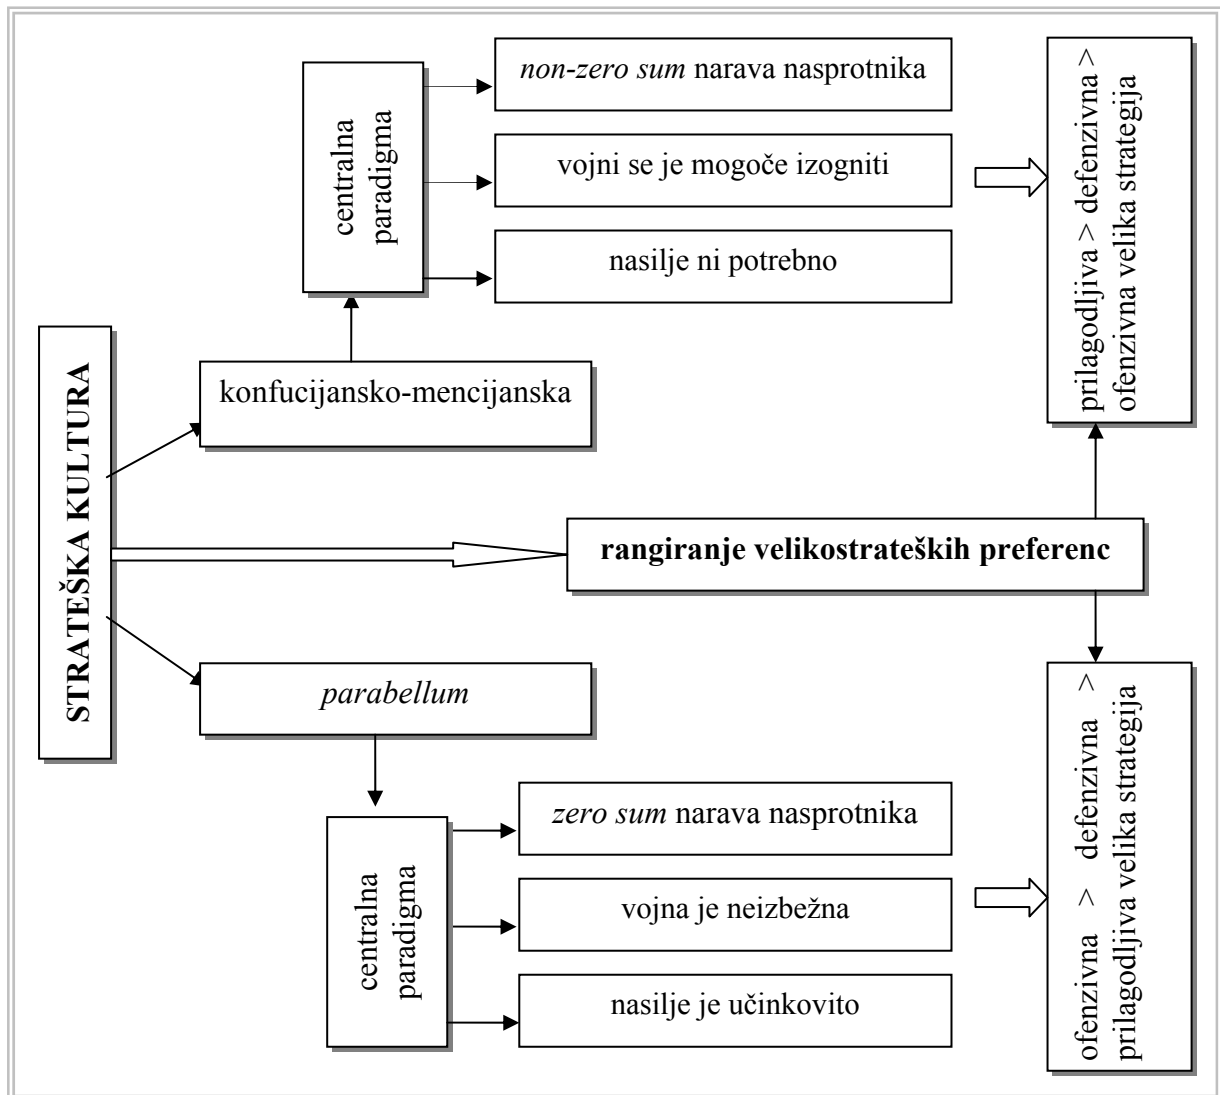 non-zero sum narava nasprotnika
centralna
paradigma
vojni se je mogoče izogniti
nasilje ni potrebno
prilagodljiva > defenzivna >
ofenzivna velika strategija
STRATEŠKA KULTURA
konfucijansko-mencijanska
rangiranje velikostrateških preferenc
parabellum
zero sum narava nasprotnika
centralna
paradigma
vojna je neizbežna
nasilje je učinkovito
ofenzivna > defenzivna >
prilagodljiva velika strategija